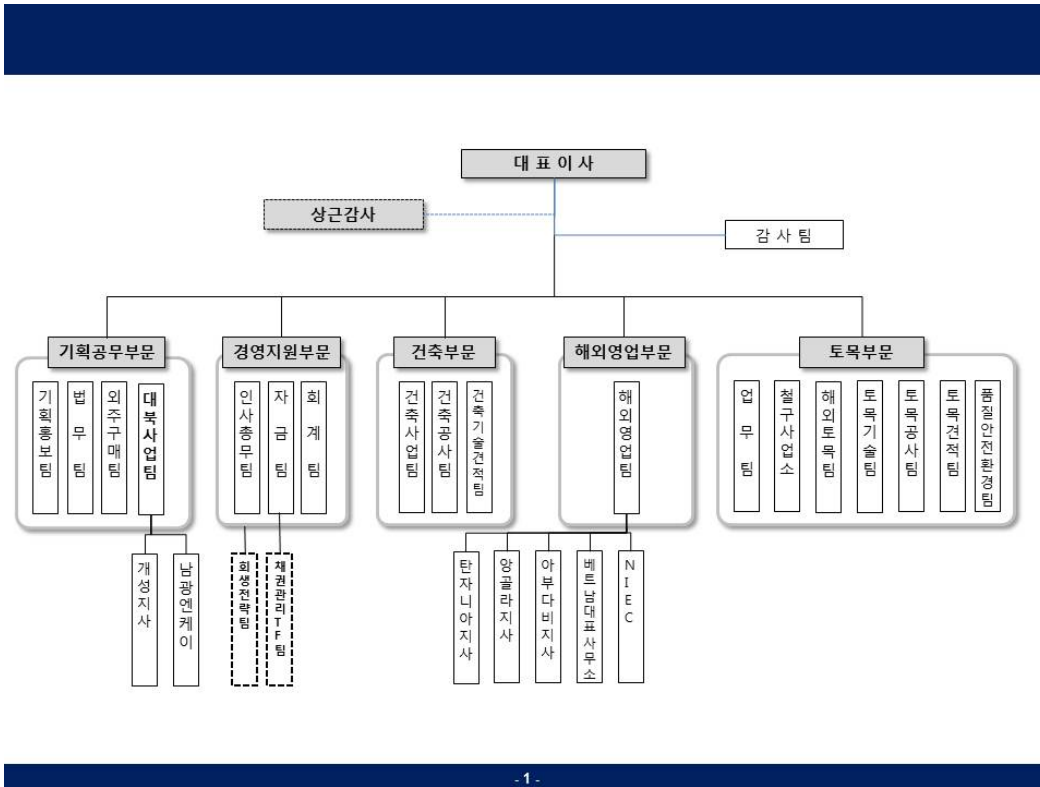 대 표 이 사
상근감사
감 사 팀
기획공무부문
경영지원부문
건축부문
해외영업부문
토목부문
기획홍보팀
법무팀
외주구매팀
대북사업팀
인사총무팀
자금팀
회계팀
건축사업팀
건축공사팀
건축기술견적팀
해외영업팀
업무팀
철구사업소
해외토목팀
토목기술팀
토목공사팀
토목견적팀
품질안전환경팀
개성지사
남광엔케이
회생전략팀
채권관리TF팀
탄자니아지사
앙골라지사
아부다비지사
베트남대표사무소
NIEC
- 1 -